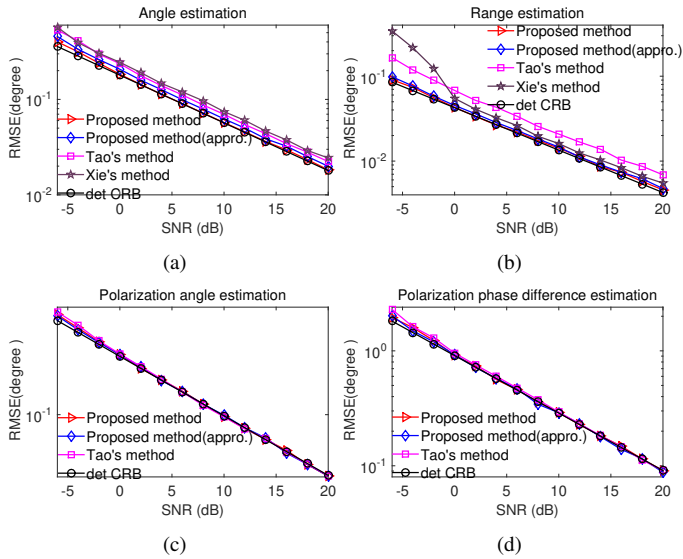 Angle estimation
RMSE(degree )
10-1
10-2
Proposed method
Proposed method(appro.)
Tao's method
Xie's method
det CRB
-5 0 5 10 15 20
SNR (dB)
(a)
Range estimation
RMSE(degree )
10-1
10-2
Proposed method
Proposed method(appro.)
Tao's method
Xie's method
det CRB
-5 0 5 10 15 20
SNR (dB)
(b)
Polarization angle estimation
RMSE(degree )
10-1
Proposed method
Proposed method(appro.)
Tao's method
det CRB
-5 0 5 10 15 20
SNR (dB)
(c)
Polarization phase difference estimation
RMSE(degree )
100
10-1
Proposed method
Proposed method(appro.)
Tao's method
det CRB
-5 0 5 10 15 20
SNR (dB)
(d)